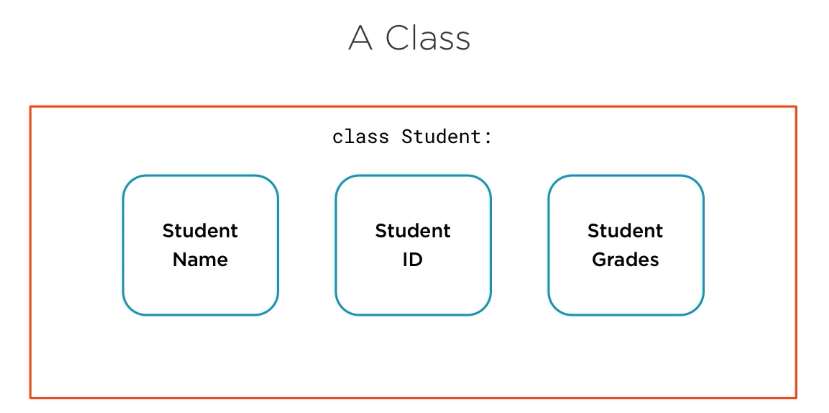 A Class
class Student:
Student
Name
Student
ID
Student
Grades